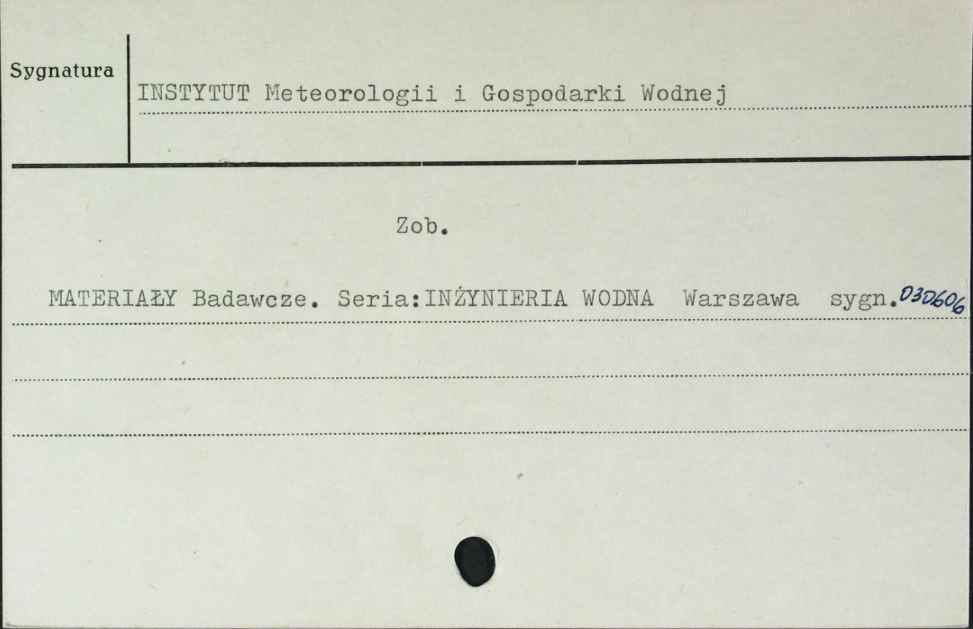 Sygnatura
INSTYTUT Meteorologii i Gospodarki Wodnej
Zob.
MATERIAŁY Badawcze. Seria:INŻYNIERIA WODNA Warszawa sygn.030606